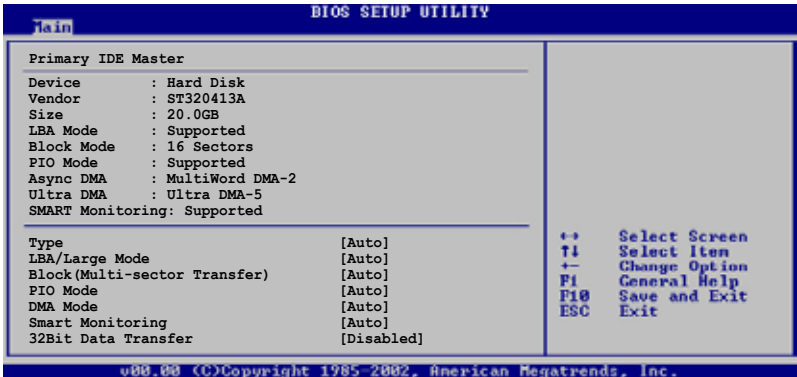 BIOS SETUP UTILITY
Main
Primary IDE Master
Device : Hard Disk
Vendor : ST320413A
Size : 20.0GB
LBA Mode : Supported
Block Mode : 16 Sectors
PIO Mode : Supported
Async DMA : MultiWord DMA-2
Ultra DMA : Ultra DMA-5
SMART Monitoring: Supported
Type [Auto]
LBA/Large Mode [Auto]
Block(Multi-sector Transfer) [Auto]
PIO Mode [Auto]
DMA Mode [Auto]
Smart Monitoring [Auto]
32Bit Data Transfer [Disabled]
↔ Select Screen
↑↓ Select Item
+- Change Option
F1 General Help
F10 Save and Exit
ESC Exit
v00.00 (C)Copyright 1985-2002, American Megatrends, Inc.